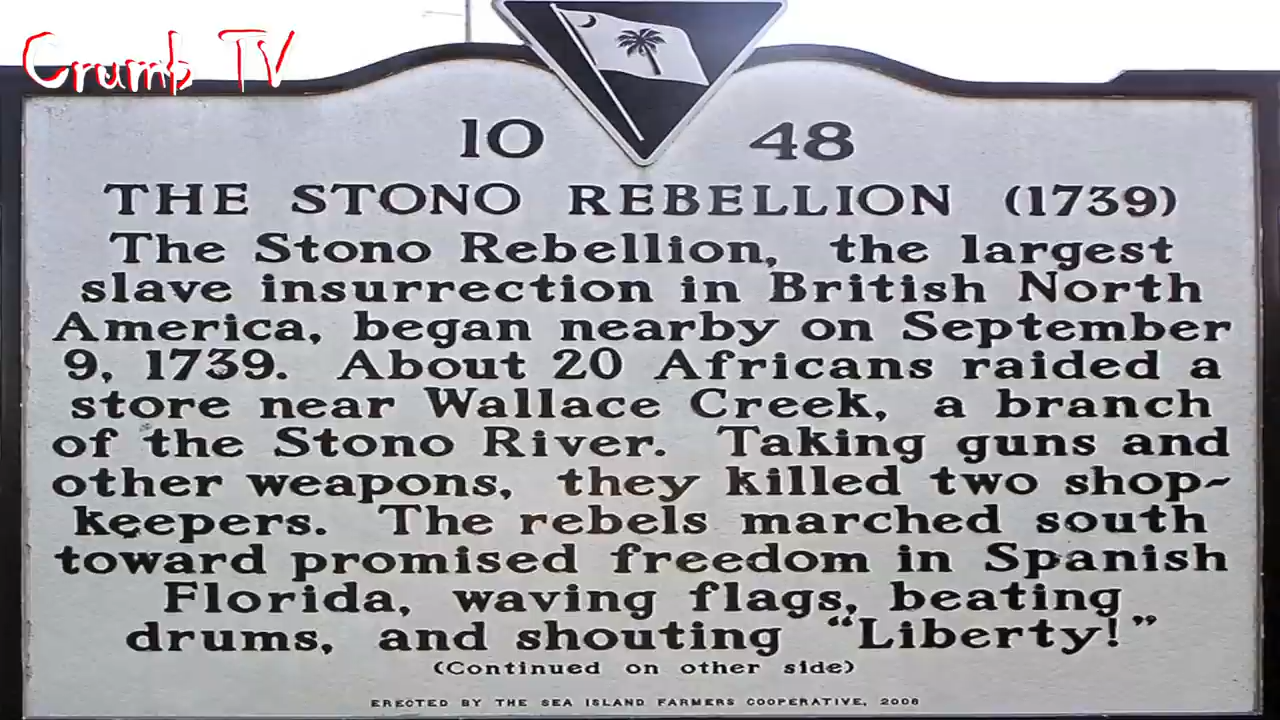 Crumb TV
10 48
THE STONO REBELLION (1739)
The Stono Rebellion, the largest
slave insurrection in British North
America, began nearby on September
9, 1739. About 20 Africans raided a
store near Wallace Creek, a branch
of the Stono River. Taking guns and
other weapons, they killed two shop-
keepers. The rebels marched south
toward promised freedom in Spanish
Florida, waving flags, beating
drums, and shouting “Liberty!”
(Continued on other side)
ERECTED BY THE SEA ISLAND FARMERS COOPERATIVE, 2006